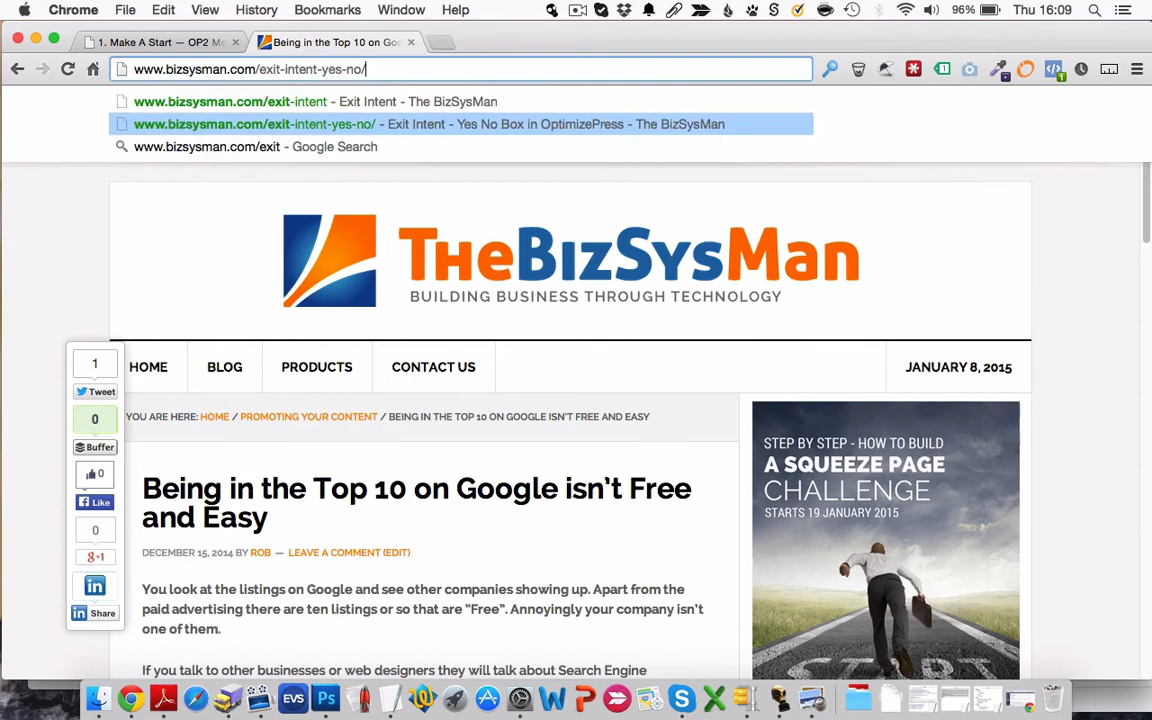 Chrome File Edit View History Bookmarks Window Help 96% Thu 16:09
1. Make A Start — OP2 Me
Being in the Top 10 on Goo
www.bizsysman.com/exit-intent-yes-no/
www.bizsysman.com/exit-intent - Exit Intent - The BizSysMan
www.bizsysman.com/exit-intent-yes-no/ - Exit Intent - Yes No Box in OptimizePress - The BizSysMan
www.bizsysman.com/exit - Google Search
THEBIZSYSMAN
BUILDING BUSINESS THROUGH TECHNOLOGY
HOME BLOG PRODUCTS CONTACT US JANUARY 8, 2015
1
Tweet
0
Buffer
0
Like
0
g+1
in
in Share
YOU ARE HERE: HOME / PROMOTING YOUR CONTENT / BEING IN THE TOP 10 ON GOOGLE ISN'T FREE AND EASY
Being in the Top 10 on Google isn't Free
and Easy
DECEMBER 15, 2014 BY ROB — LEAVE A COMMENT (EDIT)
You look at the listings on Google and see other companies showing up. Apart from the
paid advertising there are ten listings or so that are "Free". Annoyingly your company isn't
one of them.
If you talk to other businesses or web designers they will talk about Search Engine
STEP BY STEP - HOW TO BUILD
A SQUEEZE PAGE
CHALLENGE
STARTS 19 JANUARY 2015
START
EVS
Ps
W
P
S
X